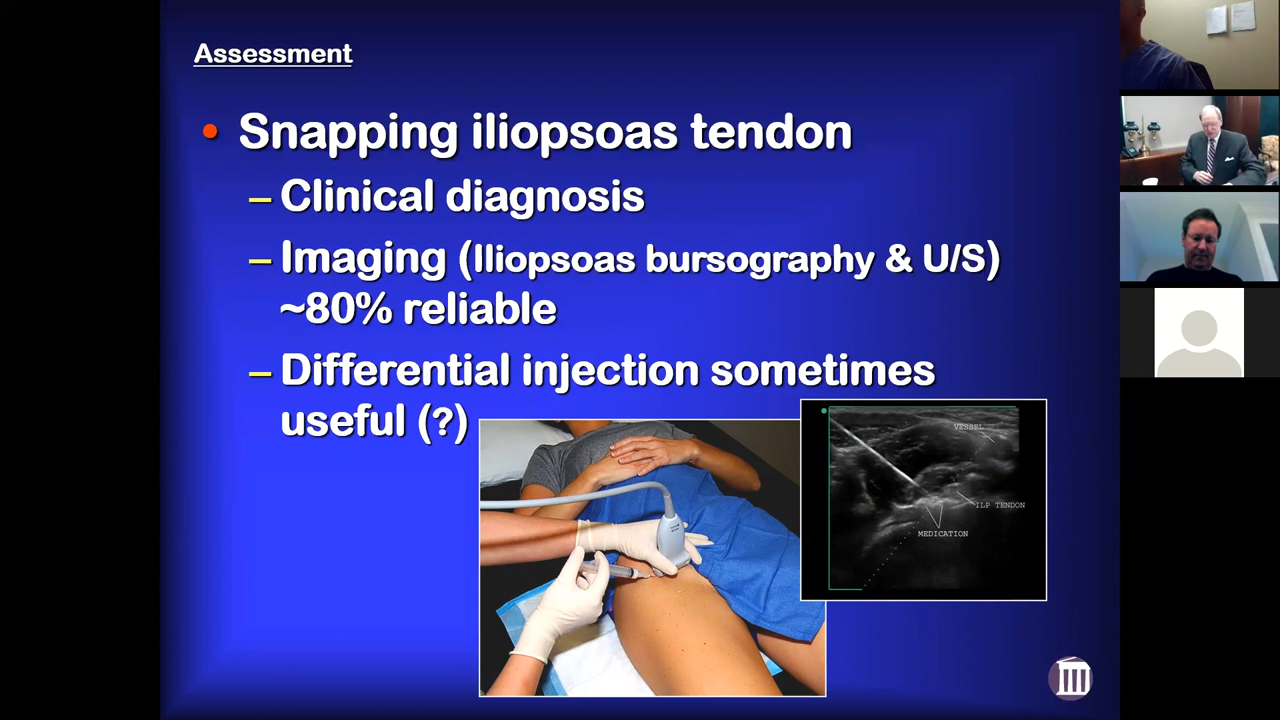 Assessment
• Snapping iliopsoas tendon
– Clinical diagnosis
– Imaging (Iliopsoas bursography & U/S)
~80% reliable
– Differential injection sometimes
useful (?)
VESSEL
ILP TENDON
MEDICATION